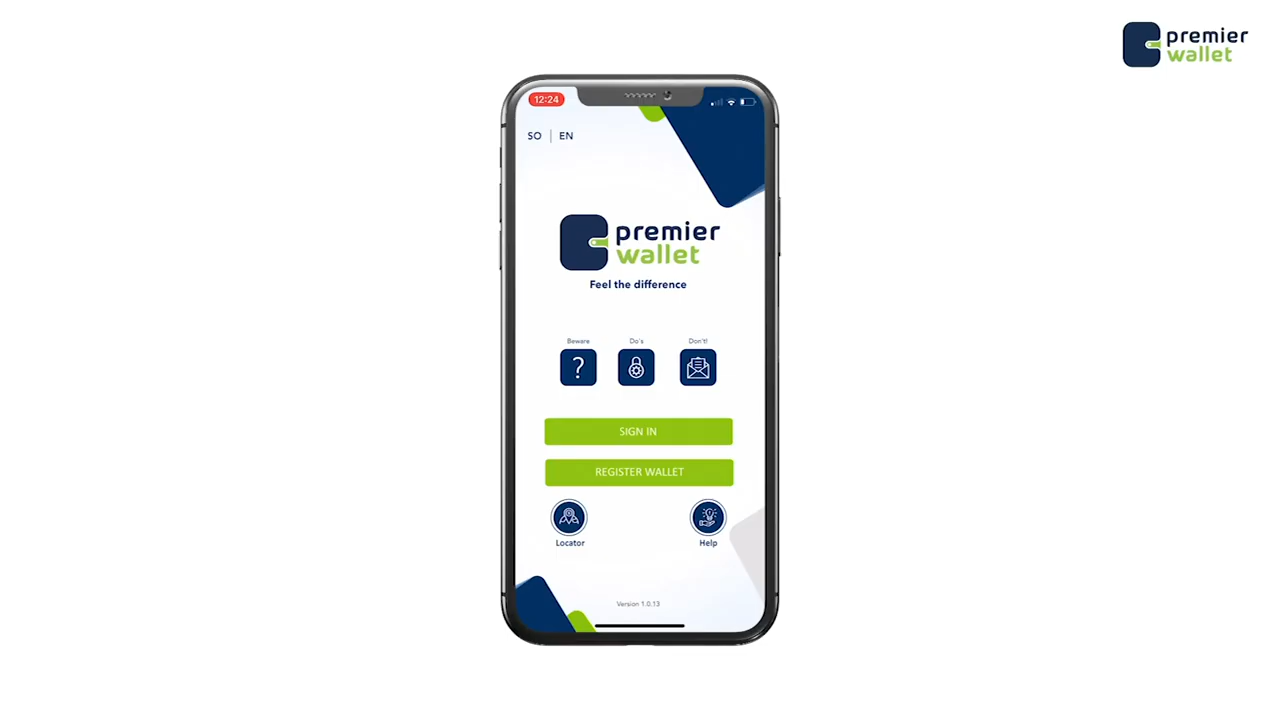 premier
wallet
12:24
SO | EN
premier
wallet
Feel the difference
Beware
Do's
Don't!
SIGN IN
REGISTER WALLET
Locator
Help
Version 1.0.13